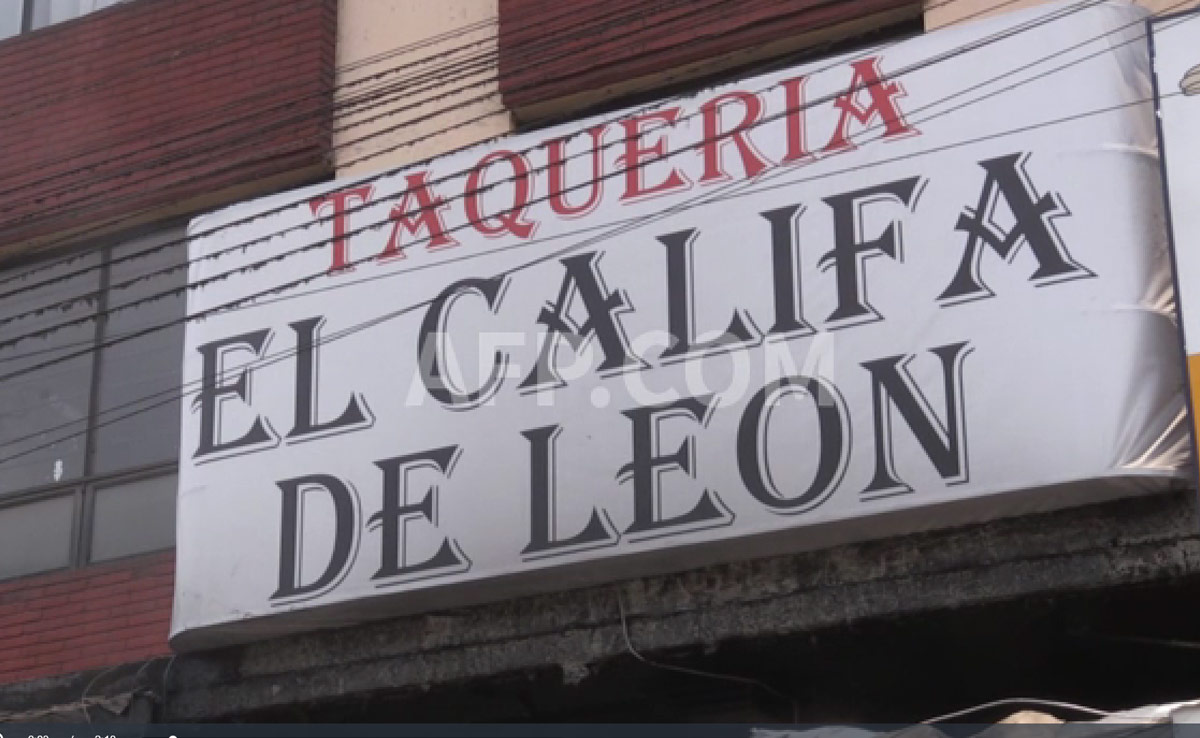 TAQUERIA
EL CALIFA
DE LEON
AFP.COM